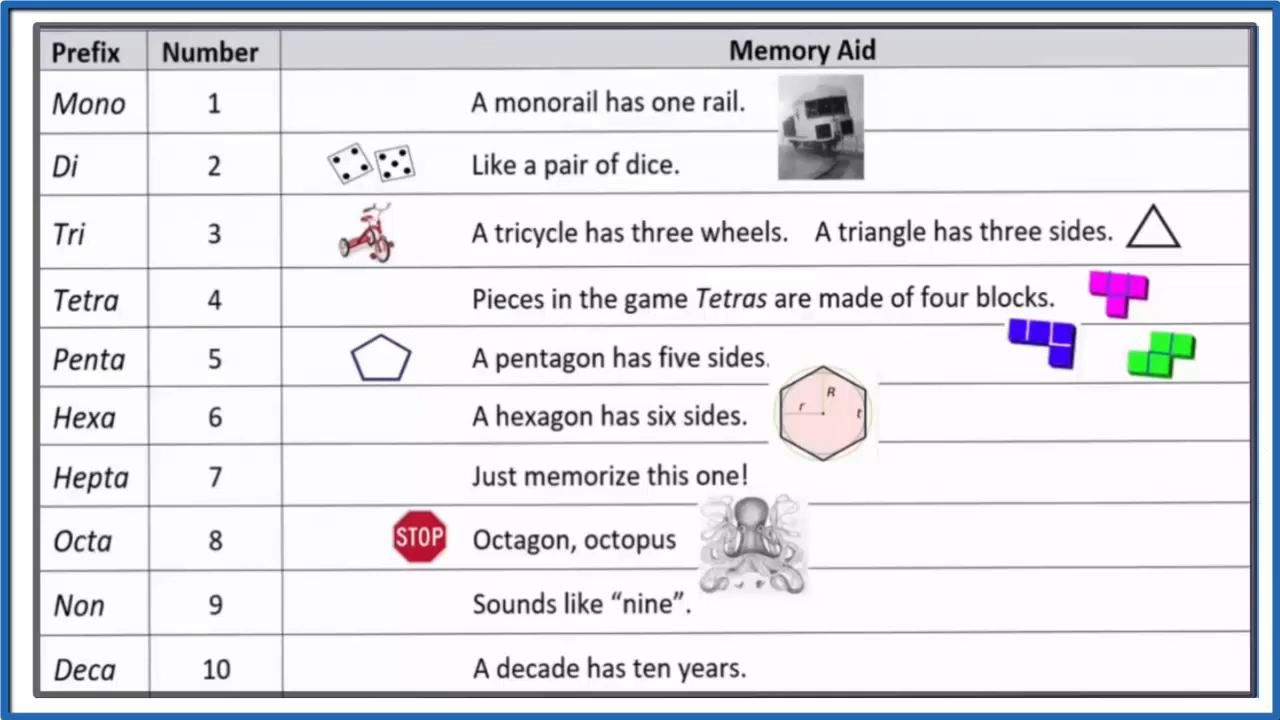 Prefix Number Memory Aid
Mono 1 A monorail has one rail.
Di 2 Like a pair of dice.
Tri 3 A tricycle has three wheels. A triangle has three sides.
Tetra 4 Pieces in the game Tetras are made of four blocks.
Penta 5 A pentagon has five sides.
Hexa 6 A hexagon has six sides. r R t
Hepta 7 Just memorize this one!
Octa 8 STOP Octagon, octopus
Non 9 Sounds like “nine”.
Deca 10 A decade has ten years.